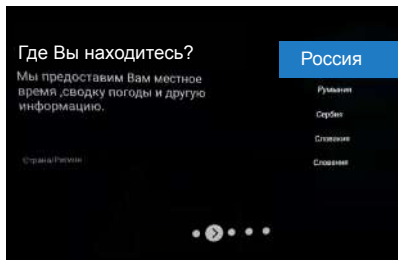 Где Вы находитесь?
Мы предоставим Вам местное
время ,сводку погоды и другую
информацию.
Страна/Регион
Россия
Румыния
Сербия
Словакия
Словения